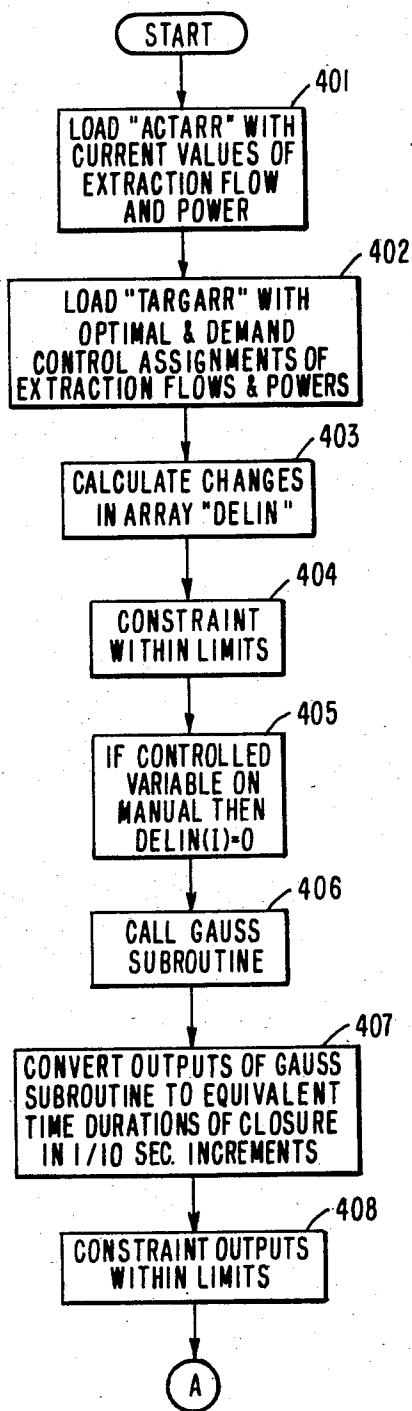 START
401
LOAD "ACTARR" WITH
CURRENT VALUES OF
EXTRACTION FLOW
AND POWER
402
LOAD "TARGARR" WITH
OPTIMAL & DEMAND
CONTROL ASSIGNMENTS OF
EXTRACTION FLOWS & POWERS
403
CALCULATE CHANGES
IN ARRAY "DELIN"
404
CONSTRAINT
WITHIN LIMITS
405
IF CONTROLLED
VARIABLE ON
MANUAL THEN
DELIN(I)=0
406
CALL GAUSS
SUBROUTINE
407
CONVERT OUTPUTS OF GAUSS
SUBROUTINE TO EQUIVALENT
TIME DURATIONS OF CLOSURE
IN 1/10 SEC. INCREMENTS
408
CONSTRAINT OUTPUTS
WITHIN LIMITS
A